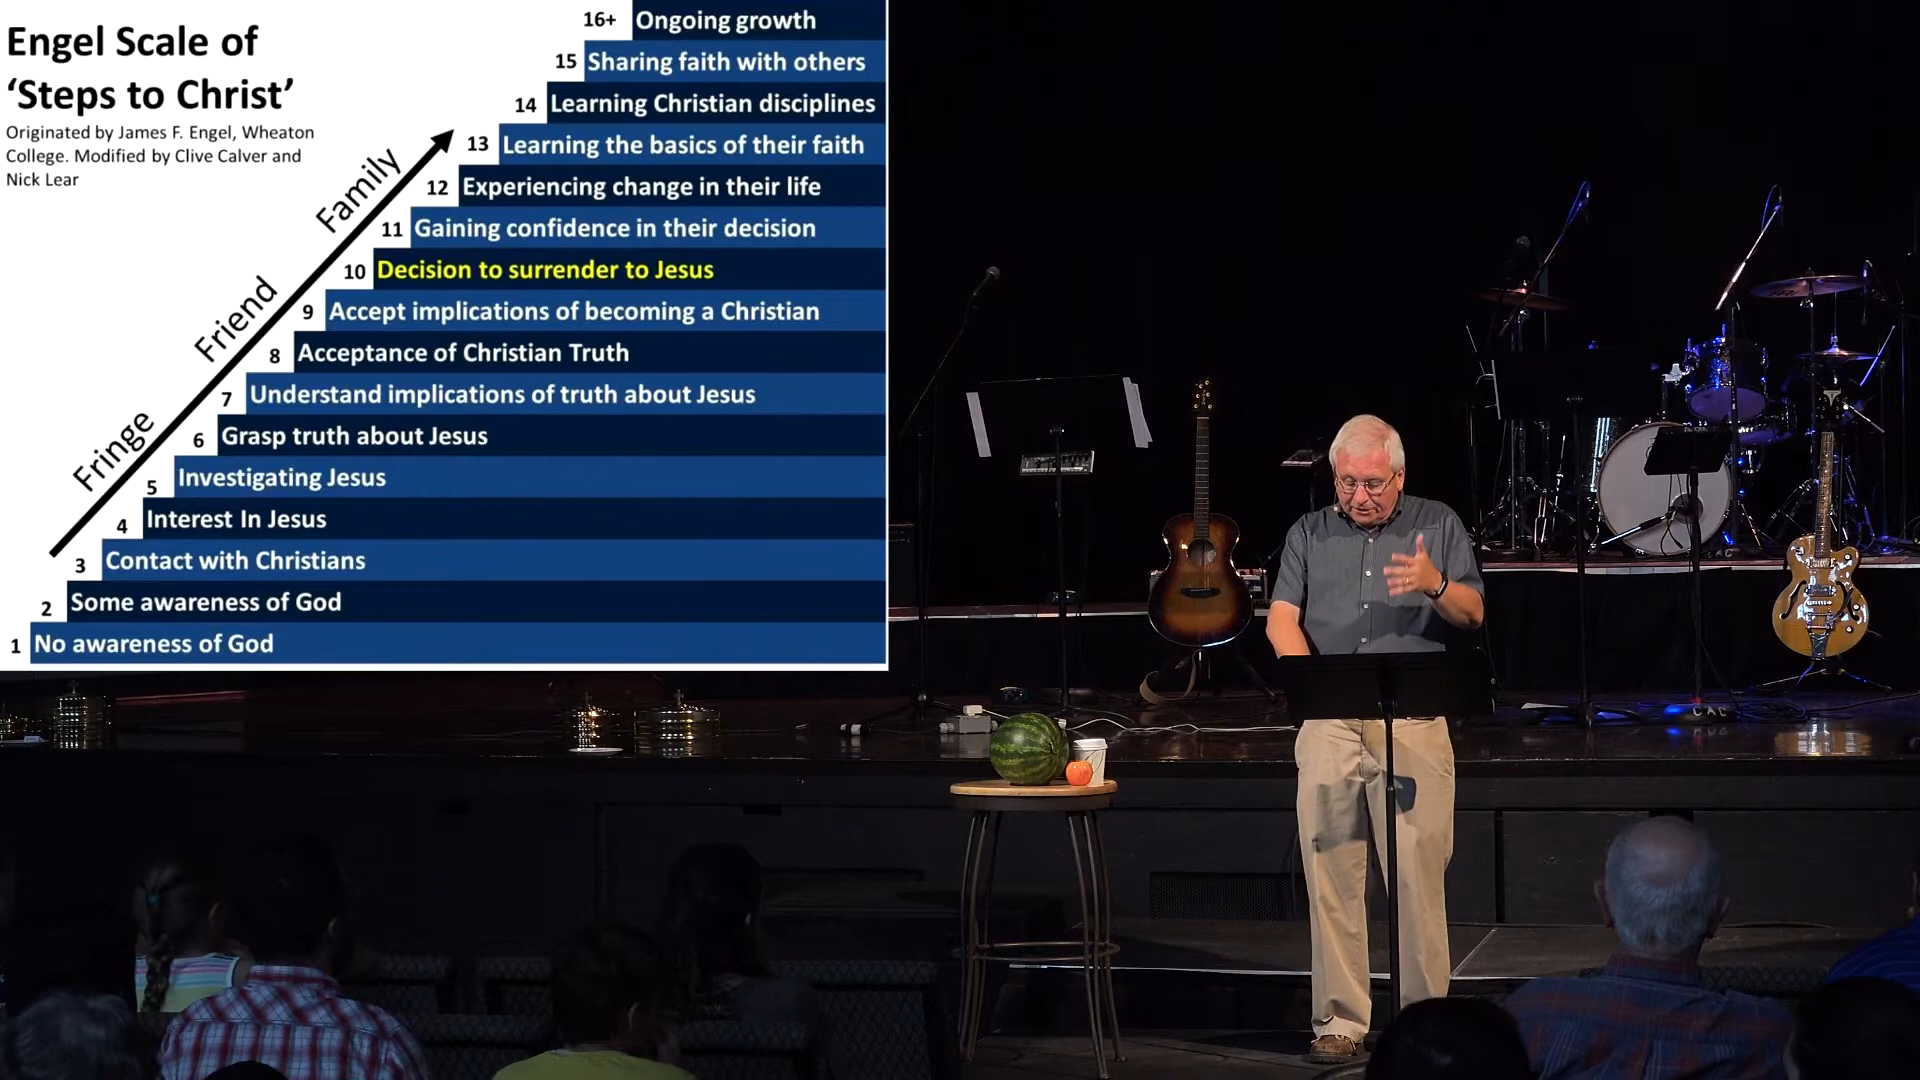 Engel Scale of
‘Steps to Christ’
Originated by James F. Engel, Wheaton
College. Modified by Clive Calver and
Nick Lear
Family
Friend
Fringe
16+ Ongoing growth
15 Sharing faith with others
14 Learning Christian disciplines
13 Learning the basics of their faith
12 Experiencing change in their life
11 Gaining confidence in their decision
10 Decision to surrender to Jesus
9 Accept implications of becoming a Christian
8 Acceptance of Christian Truth
7 Understand implications of truth about Jesus
6 Grasp truth about Jesus
5 Investigating Jesus
4 Interest In Jesus
3 Contact with Christians
2 Some awareness of God
1 No awareness of God
CAC